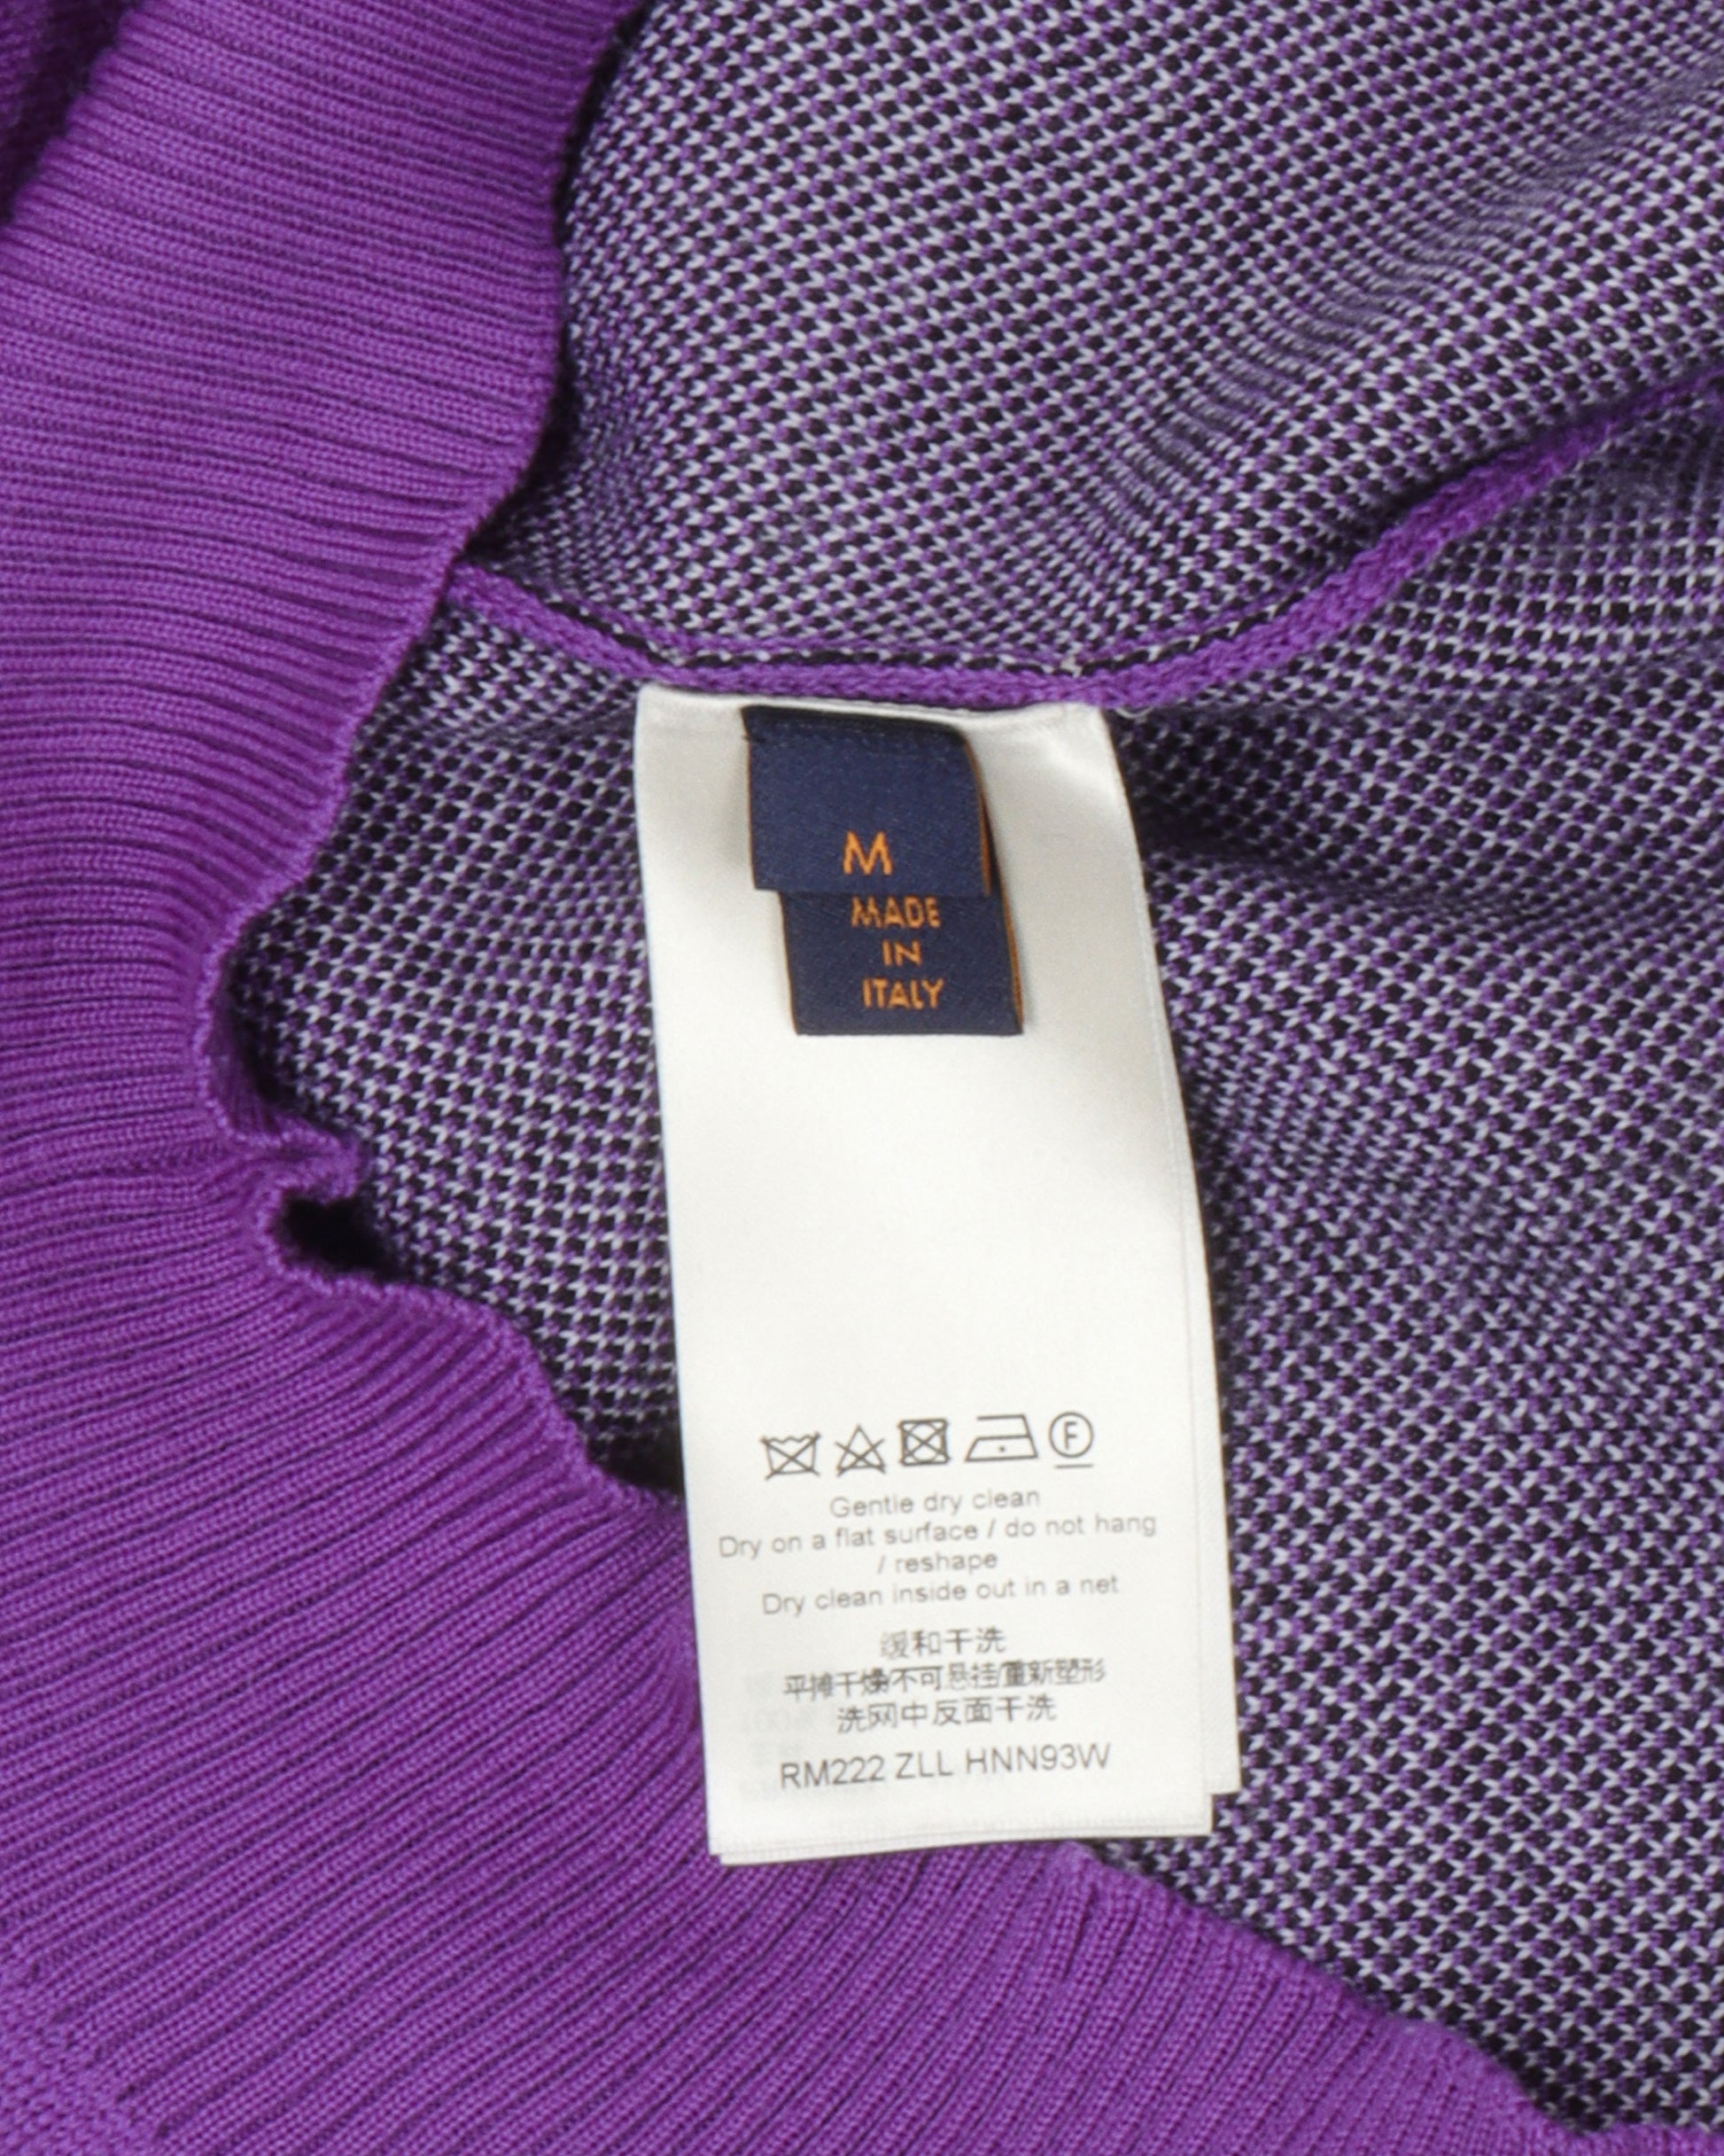 M
MADE
IN
ITALY
F
Gentle dry clean
Dry on a flat surface / do not hang
/ reshape
Dry clean inside out in a net
缓和干洗
平摊干燥不可悬挂/重新塑形
洗网中反面干洗
RM222 ZLL HNN93W